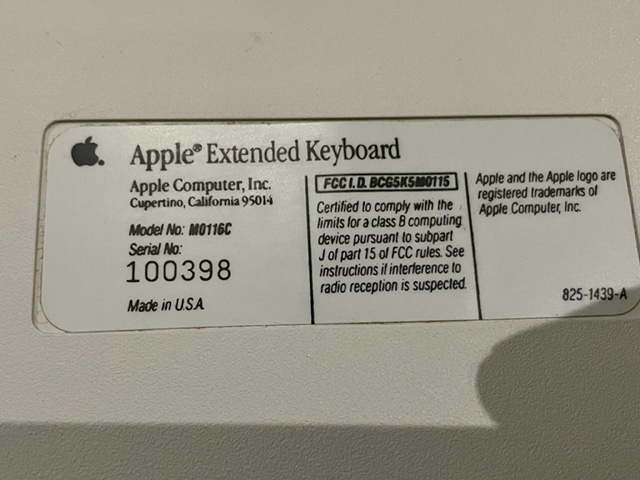 Apple® Extended Keyboard
Apple Computer, Inc.
Cupertino, California 95014
Model No: M0116C
Serial No:
100398
Made in U.S.A
FCC I.D. BCG5K5M0115
Certified to comply with the
limits for a class B computing
device pursuant to subpart
J of part 15 of FCC rules. See
instructions if interference to
radio reception is suspected.
Apple and the Apple logo are
registered trademarks of
Apple Computer, Inc.
825-1439-A